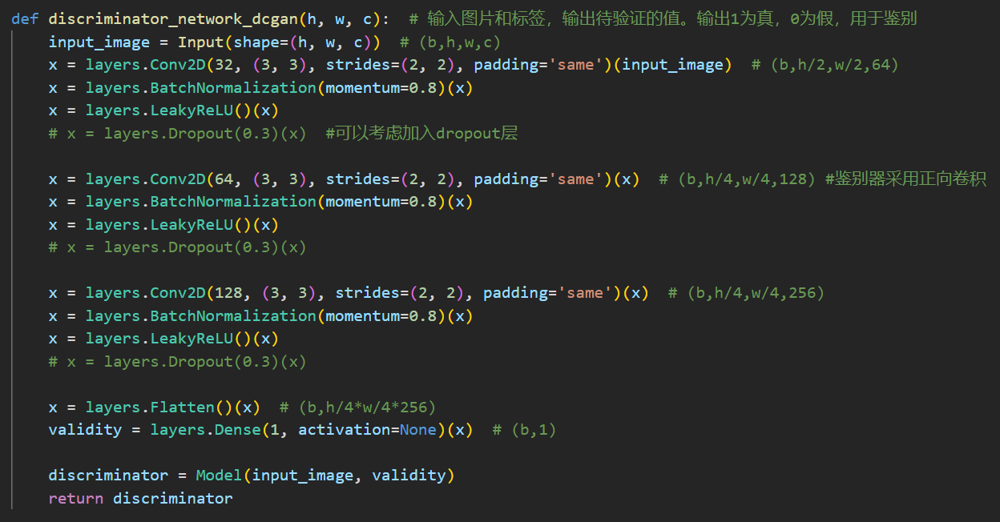 def discriminator_network_dcgan(h, w, c):  # 输入图片和标签，输出待验证的值。输出1为真，0为假，用于鉴别
    input_image = Input(shape=(h, w, c))  # (b,h,w,c)
    x = layers.Conv2D(32, (3, 3), strides=(2, 2), padding='same')(input_image)  # (b,h/2,w/2,64)
    x = layers.BatchNormalization(momentum=0.8)(x)
    x = layers.LeakyReLU()(x)
    # x = layers.Dropout(0.3)(x)  #可以考虑加入dropout层

    x = layers.Conv2D(64, (3, 3), strides=(2, 2), padding='same')(x)  # (b,h/4,w/4,128) #鉴别器采用正向卷积
    x = layers.BatchNormalization(momentum=0.8)(x)
    x = layers.LeakyReLU()(x)
    # x = layers.Dropout(0.3)(x)

    x = layers.Conv2D(128, (3, 3), strides=(2, 2), padding='same')(x)  # (b,h/4,w/4,256)
    x = layers.BatchNormalization(momentum=0.8)(x)
    x = layers.LeakyReLU()(x)
    # x = layers.Dropout(0.3)(x)

    x = layers.Flatten()(x)  # (b,h/4*w/4*256)
    validity = layers.Dense(1, activation=None)(x)  # (b,1)

    discriminator = Model(input_image, validity)
    return discriminator